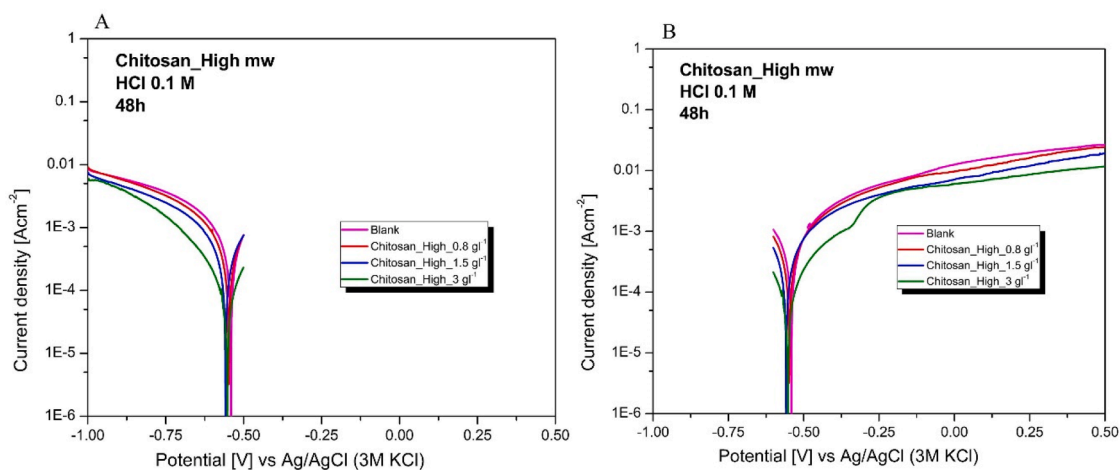 A
Chitosan_High mw
HCl 0.1 M
48h
1
0.1
0.01
1E-3
1E-4
1E-5
1E-6
Current density [Acm⁻²]
Blank
Chitosan_High_0.8 gl⁻¹
Chitosan_High_1.5 gl⁻¹
Chitosan_High_3 gl⁻¹
-1.00 -0.75 -0.50 -0.25 0.00 0.25 0.50
Potential [V] vs Ag/AgCl (3M KCl)
B
Chitosan_High mw
HCl 0.1 M
48h
1
0.1
0.01
1E-3
1E-4
1E-5
1E-6
Current density [Acm⁻²]
Blank
Chitosan_High_0.8 gl⁻¹
Chitosan_High_1.5 gl⁻¹
Chitosan_High_3 gl⁻¹
-1.00 -0.75 -0.50 -0.25 0.00 0.25 0.50
Potential [V] vs Ag/AgCl (3M KCl)